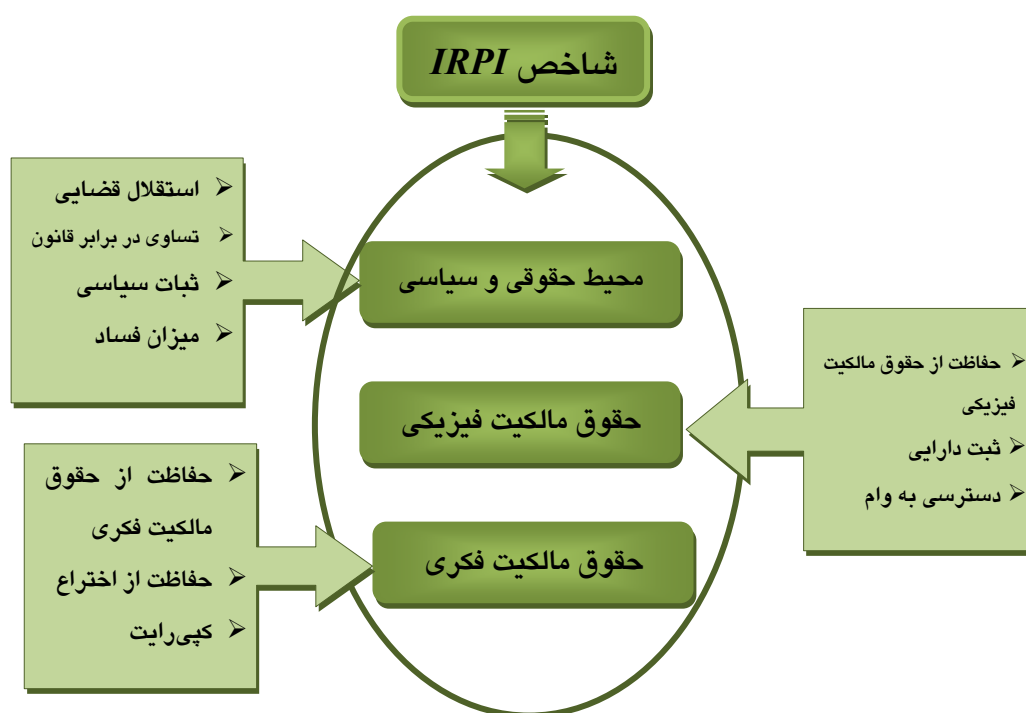 شاخص IRPI
محیط حقوقی و سیاسی
➢ استقلال قضایی
➢ تساوی در برابر قانون
➢ ثبات سیاسی
➢ میزان فساد
حقوق مالکیت فیزیکی
➢ حفاظت از حقوق مالکیت
فیزیکی
➢ ثبت دارایی
➢ دسترسی به وام
حقوق مالکیت فکری
➢ حفاظت از حقوق
مالکیت فکری
➢ حفاظت از اختراع
➢ کپی‌رایت